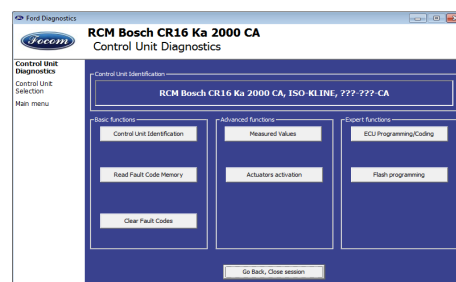 Ford Diagnostics
Focom
RCM Bosch CR16 Ka 2000 CA
Control Unit Diagnostics
Control Unit
Diagnostics
Control Unit
Selection
Main menu
Control Unit Identification
RCM Bosch CR16 Ka 2000 CA, ISO-KLINE, ???-???-CA
Basic functions
Control Unit Identification
Read Fault Code Memory
Clear Fault Codes
Advanced functions
Measured Values
Actuators activation
Expert functions
ECU Programming/Coding
Flash programming
Go Back, Close session